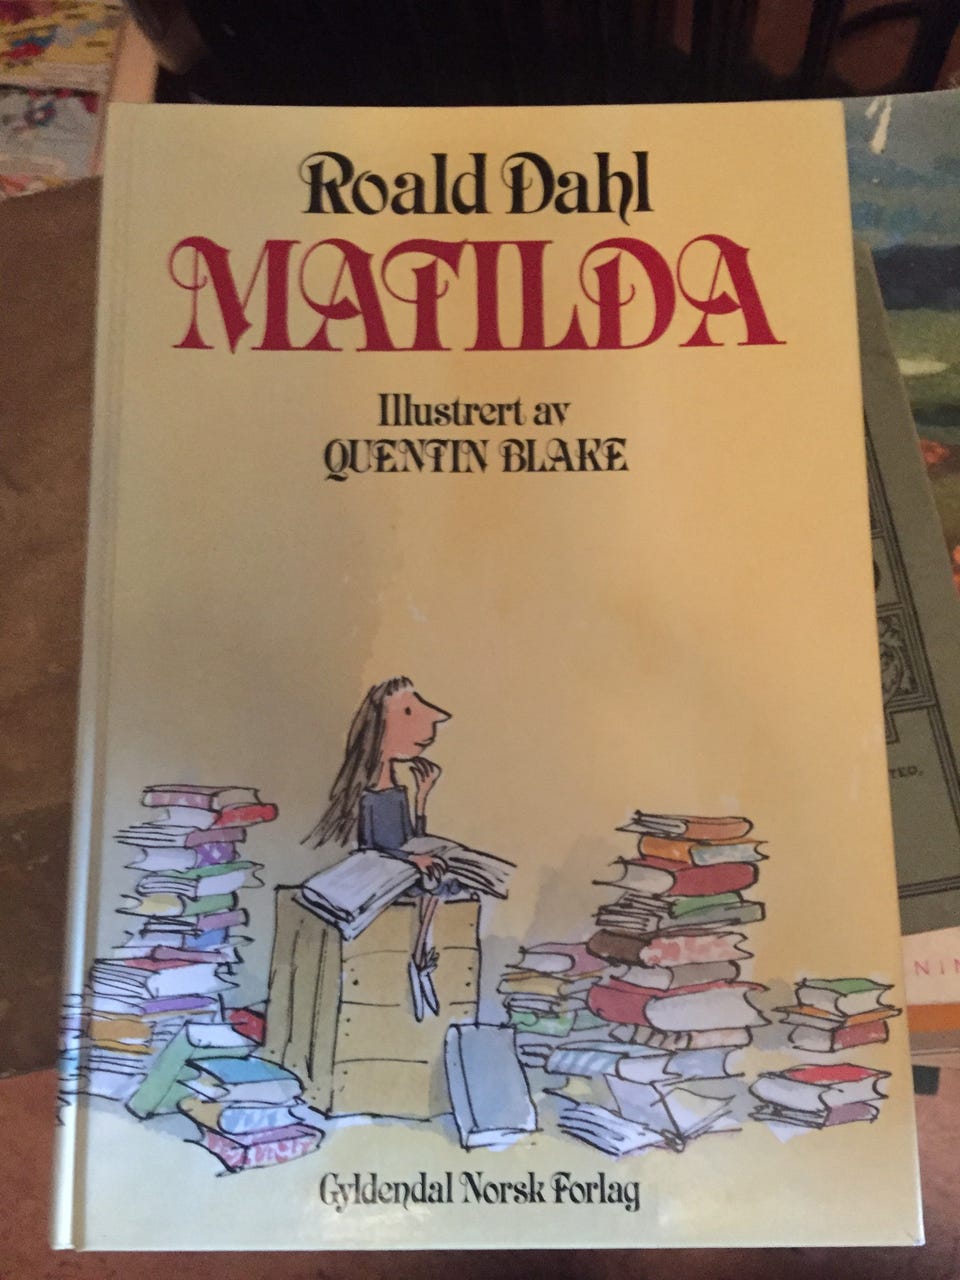 Roald Dahl
MATILDA
Illustrert av
QUENTIN BLAKE
Gyldendal Norsk Forlag